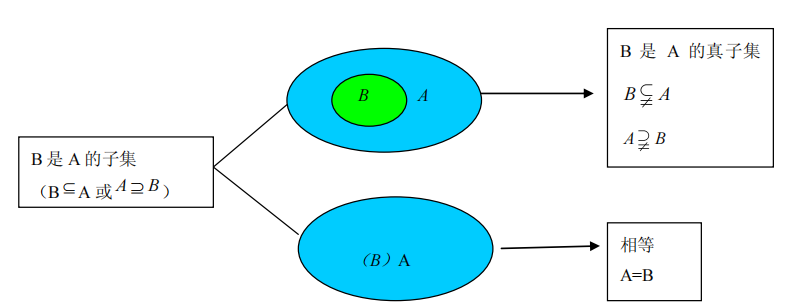 B 是 A 的子集
（B⊆A 或 A⊇B）
B A
（B）A
B 是 A 的真子集
B⫋A
A⫌B
相等
A=B